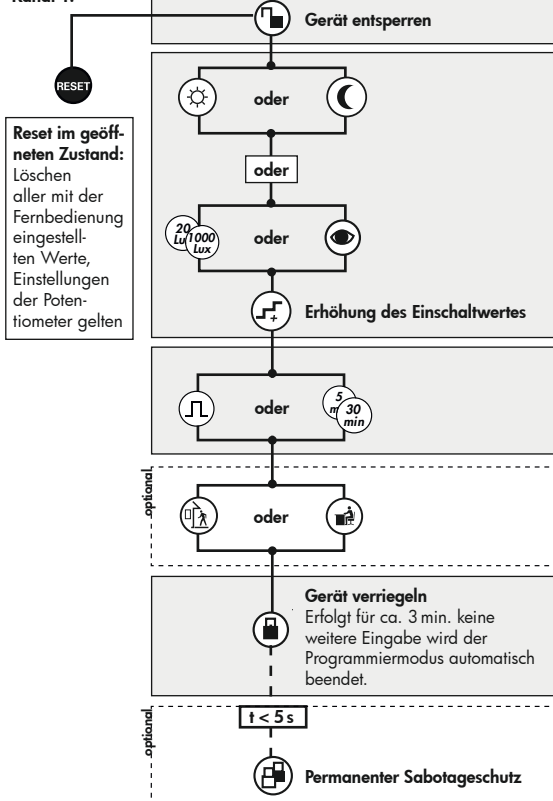 Gerät entsperren
RESET
oder
Reset im geöff-
neten Zustand:
Löschen
aller mit der
Fernbedienung
eingestell-
ten Werte,
Einstellungen
der Poten-
tiometer gelten
oder
20
Lu
1000
Lux
oder
+
Erhöhung des Einschaltwertes
oder
5
m
30
min
optional
oder
Gerät verriegeln
Erfolgt für ca. 3 min. keine
weitere Eingabe wird der
Programmiermodus automatisch
beendet.
optional
t < 5 s
Permanenter Sabotageschutz